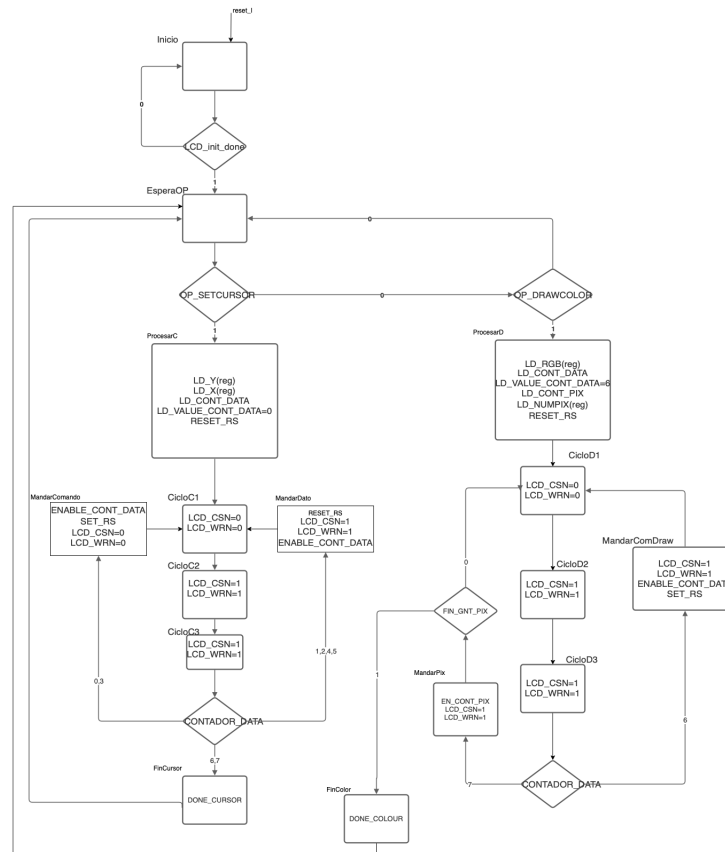 reset_l
Inicio
0
LCD_init_done
1
EsperaOP
0
OP_SETCURSOR
0
OP_DRAWCOLOR
1
1
ProcesarC
ProcesarD
LD_Y(reg)
LD_X(reg)
LD_CONT_DATA
LD_VALUE_CONT_DATA=0
RESET_RS
LD_RGB(reg)
LD_CONT_DATA
LD_VALUE_CONT_DATA=6
LD_CONT_PIX
LD_NUMPIX(reg)
RESET_RS
CicloD1
LCD_CSN=0
LCD_WRN=0
MandarComando
ENABLE_CONT_DATA
SET_RS
LCD_CSN=0
LCD_WRN=0
CicloC1
LCD_CSN=0
LCD_WRN=0
MandarDato
RESET_RS
LCD_CSN=1
LCD_WRN=1
ENABLE_CONT_DATA
MandarComDraw
LCD_CSN=1
LCD_WRN=1
ENABLE_CONT_DAT
SET_RS
0
CicloC2
LCD_CSN=1
LCD_WRN=1
CicloD2
LCD_CSN=1
LCD_WRN=1
FIN_GNT_PIX
CicloC3
LCD_CSN=1
LCD_WRN=1
1,2,4,5
CicloD3
LCD_CSN=1
LCD_WRN=1
1
MandarPix
EN_CONT_PIX
LCD_CSN=1
LCD_WRN=1
0,3
CONTADOR_DATA
6
6,7
FinCursor
DONE_CURSOR
7
CONTADOR_DATA
FinColor
DONE_COLOUR